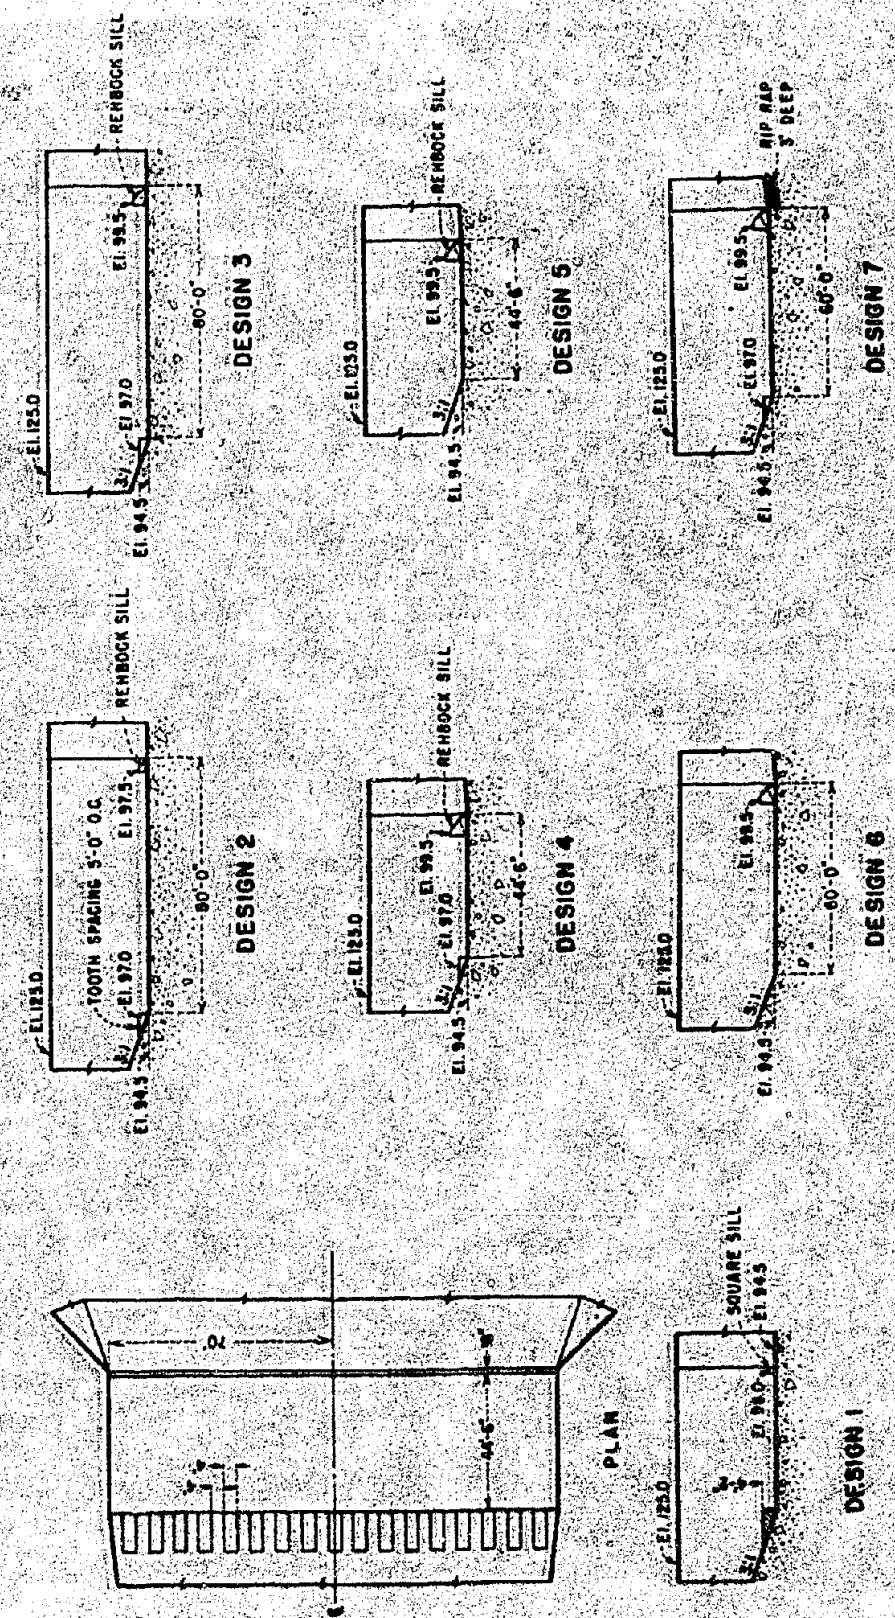 70'
44'-6"
PLAN
El. 125.0
3:1
El. 96.0
SQUARE SILL
El. 94.5
DESIGN 1
El. 125.0
TOOTH SPACING 5'-0" O.C.
El. 97.0
El. 97.5
REHBOCK SILL
3:1
El. 94.5
80'-0"
DESIGN 2
El. 125.0
REHBOCK SILL
El. 99.5
El. 97.0
3:1
El. 94.5
80'-0"
DESIGN 3
El. 125.0
REHBOCK SILL
El. 99.5
El. 97.0
3:1
El. 94.5
44'-6"
DESIGN 4
El. 125.0
REHBOCK SILL
El. 99.5
3:1
El. 94.5
44'-6"
DESIGN 5
El. 125.0
El. 99.5
3:1
El. 94.5
60'-0"
DESIGN 6
El. 125.0
El. 99.5
El. 97.0
3:1
El. 94.5
60'-0"
RIP RAP
3' DEEP
DESIGN 7